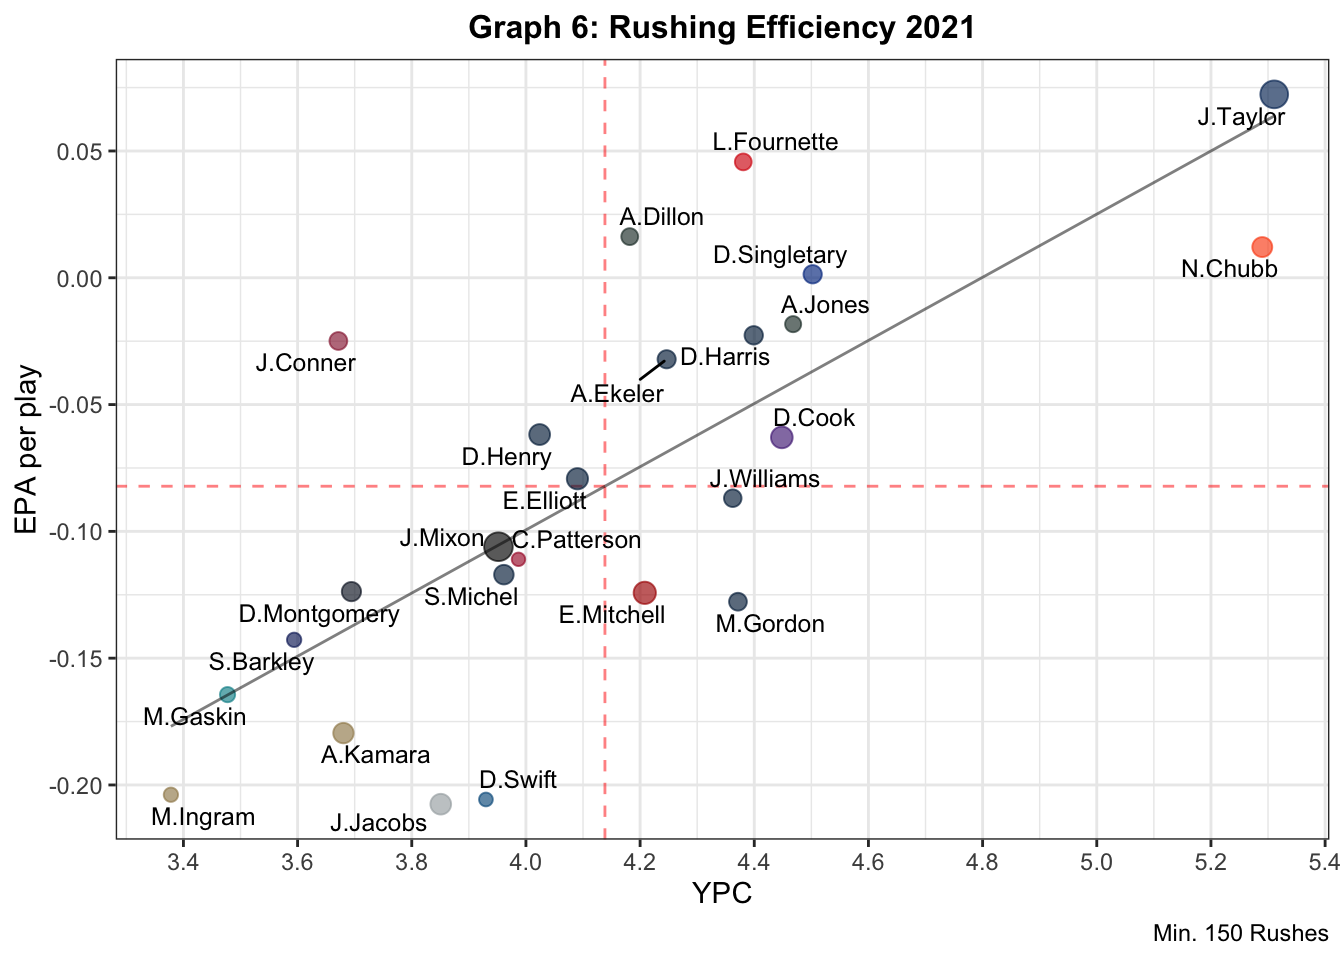 Graph 6: Rushing Efficiency 2021
J.Taylor
L.Fournette
0.05
A.Dillon
D.Singletary
N.Chubb
0.00
A.Jones
J.Conner
D.Harris
A.Ekeler
-0.05
D.Cook
D.Henry
J.Williams
E.Elliott
EPA per play
-0.10
J.Mixon
C.Patterson
S.Michel
D.Montgomery
E.Mitchell
M.Gordon
-0.15
S.Barkley
M.Gaskin
A.Kamara
-0.20
D.Swift
M.Ingram
J.Jacobs
3.4 3.6 3.8 4.0 4.2 4.4 4.6 4.8 5.0 5.2 5.4
YPC
Min. 150 Rushes